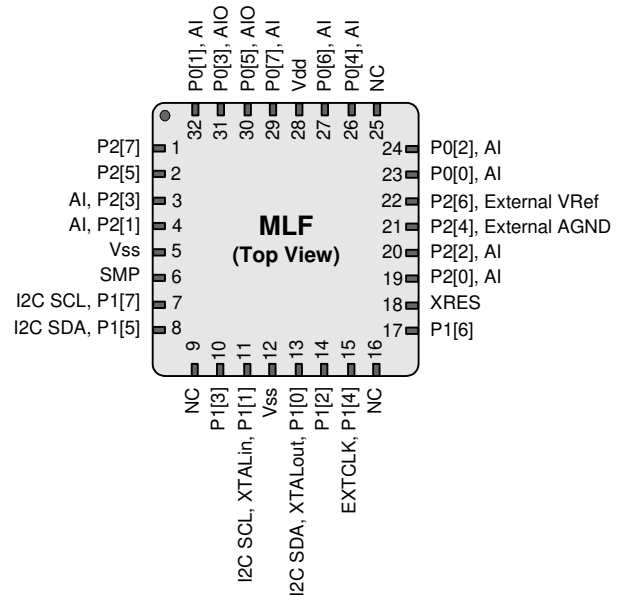 P0[1], AI
P0[3], AIO
P0[5], AIO
P0[7], AI
Vdd
P0[6], AI
P0[4], AI
NC
32
31
30
29
28
27
26
25
P2[7] 1
P2[5] 2
AI, P2[3] 3
AI, P2[1] 4
Vss 5
SMP 6
I2C SCL, P1[7] 7
I2C SDA, P1[5] 8
MLF
(Top View)
24 P0[2], AI
23 P0[0], AI
22 P2[6], External VRef
21 P2[4], External AGND
20 P2[2], AI
19 P2[0], AI
18 XRES
17 P1[6]
9
10
11
12
13
14
15
16
NC
P1[3]
I2C SCL, XTALin, P1[1]
Vss
I2C SDA, XTALout, P1[0]
P1[2]
EXTCLK, P1[4]
NC